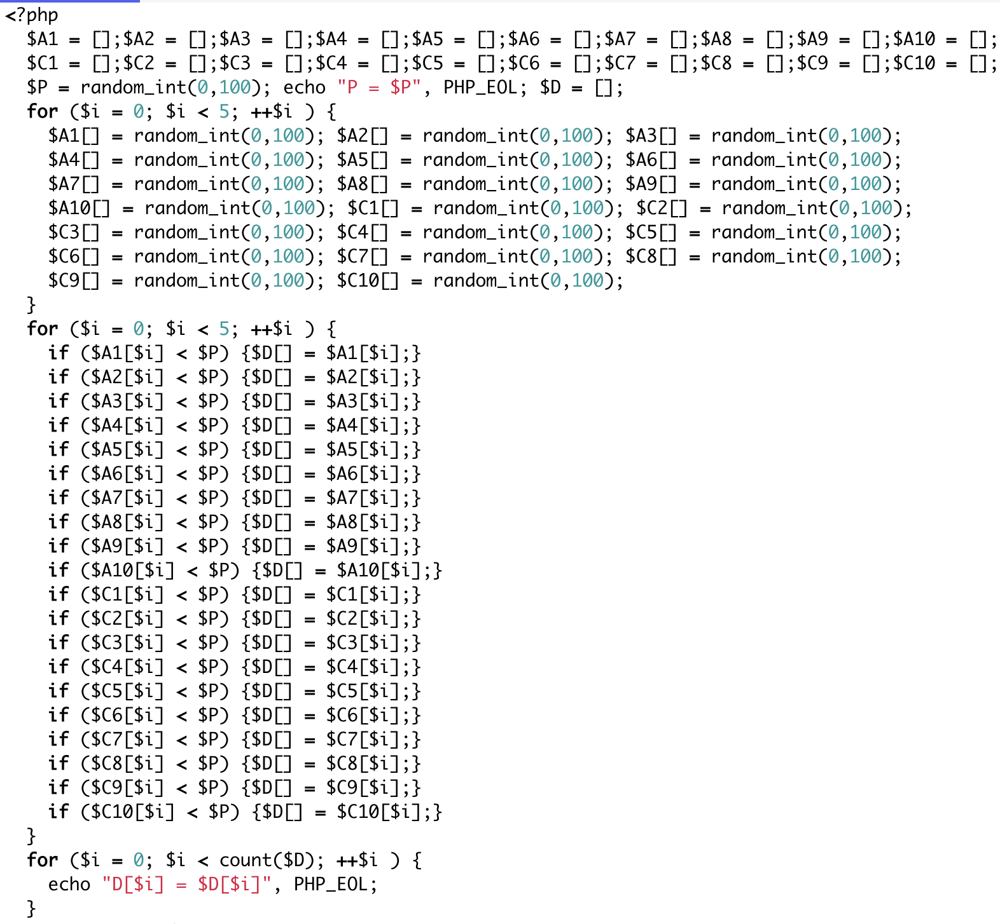 <?php
$A1 = [];$A2 = [];$A3 = [];$A4 = [];$A5 = [];$A6 = [];$A7 = [];$A8 = [];$A9 = [];$A10 = [];
$C1 = [];$C2 = [];$C3 = [];$C4 = [];$C5 = [];$C6 = [];$C7 = [];$C8 = [];$C9 = [];$C10 = [];
$P = random_int(0,100); echo "P = $P", PHP_EOL; $D = [];
for ($i = 0; $i < 5; ++$i ) {
$A1[] = random_int(0,100); $A2[] = random_int(0,100); $A3[] = random_int(0,100);
$A4[] = random_int(0,100); $A5[] = random_int(0,100); $A6[] = random_int(0,100);
$A7[] = random_int(0,100); $A8[] = random_int(0,100); $A9[] = random_int(0,100);
$A10[] = random_int(0,100); $C1[] = random_int(0,100); $C2[] = random_int(0,100);
$C3[] = random_int(0,100); $C4[] = random_int(0,100); $C5[] = random_int(0,100);
$C6[] = random_int(0,100); $C7[] = random_int(0,100); $C8[] = random_int(0,100);
$C9[] = random_int(0,100); $C10[] = random_int(0,100);
}
for ($i = 0; $i < 5; ++$i ) {
if ($A1[$i] < $P) {$D[] = $A1[$i];}
if ($A2[$i] < $P) {$D[] = $A2[$i];}
if ($A3[$i] < $P) {$D[] = $A3[$i];}
if ($A4[$i] < $P) {$D[] = $A4[$i];}
if ($A5[$i] < $P) {$D[] = $A5[$i];}
if ($A6[$i] < $P) {$D[] = $A6[$i];}
if ($A7[$i] < $P) {$D[] = $A7[$i];}
if ($A8[$i] < $P) {$D[] = $A8[$i];}
if ($A9[$i] < $P) {$D[] = $A9[$i];}
if ($A10[$i] < $P) {$D[] = $A10[$i];}
if ($C1[$i] < $P) {$D[] = $C1[$i];}
if ($C2[$i] < $P) {$D[] = $C2[$i];}
if ($C3[$i] < $P) {$D[] = $C3[$i];}
if ($C4[$i] < $P) {$D[] = $C4[$i];}
if ($C5[$i] < $P) {$D[] = $C5[$i];}
if ($C6[$i] < $P) {$D[] = $C6[$i];}
if ($C7[$i] < $P) {$D[] = $C7[$i];}
if ($C8[$i] < $P) {$D[] = $C8[$i];}
if ($C9[$i] < $P) {$D[] = $C9[$i];}
if ($C10[$i] < $P) {$D[] = $C10[$i];}
}
for ($i = 0; $i < count($D); ++$i ) {
echo "D[$i] = $D[$i]", PHP_EOL;
}